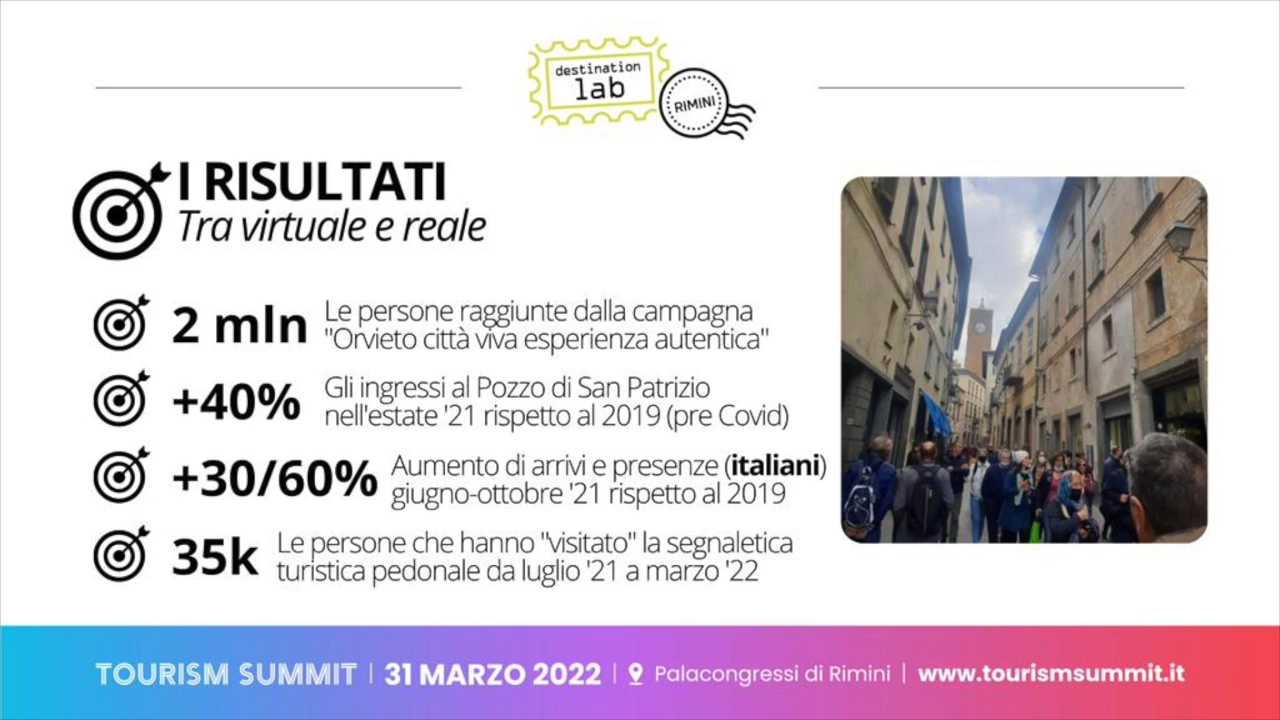 destination
lab
RIMINI
I RISULTATI
Tra virtuale e reale
2 mln
Le persone raggiunte dalla campagna
"Orvieto città viva esperienza autentica"
+40%
Gli ingressi al Pozzo di San Patrizio
nell'estate '21 rispetto al 2019 (pre Covid)
+30/60%
Aumento di arrivi e presenze (italiani)
giugno-ottobre '21 rispetto al 2019
35k
Le persone che hanno "visitato" la segnaletica
turistica pedonale da luglio '21 a marzo '22
TOURISM SUMMIT | 31 MARZO 2022 | Palacongressi di Rimini | www.tourismsummit.it